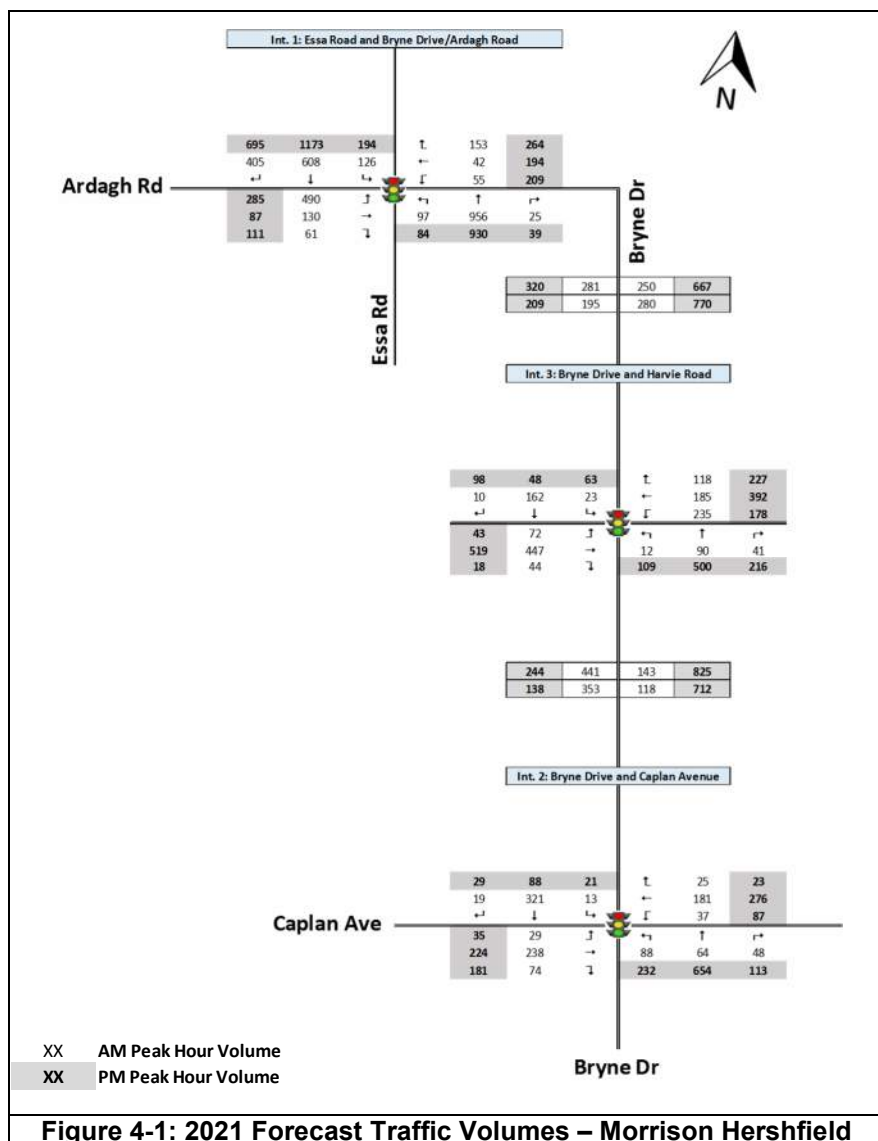 Int. 1: Essa Road and Bryne Drive/Ardagh Road
N
695 1173 194 ↰ 153 264
405 608 126 ← 42 194
↵ ↓ ↳ ↲ 55 209
Ardagh Rd
285 490 ↱ ↰ ↑ ↱
87 130 → 97 956 25
111 61 ↴ 84 930 39
Bryne Dr
Essa Rd
320 281 250 667
209 195 280 770
Int. 3: Bryne Drive and Harvie Road
98 48 63 ↰ 118 227
10 162 23 ← 185 392
↵ ↓ ↳ ↲ 235 178
43 72 ↱ ↰ ↑ ↱
519 447 → 12 90 41
18 44 ↴ 109 500 216
244 441 143 825
138 353 118 712
Int. 2: Bryne Drive and Caplan Avenue
29 88 21 ↰ 25 23
19 321 13 ← 181 276
↵ ↓ ↳ ↲ 37 87
Caplan Ave
35 29 ↱ ↰ ↑ ↱
224 238 → 88 64 48
181 74 ↴ 232 654 113
XX AM Peak Hour Volume
XX PM Peak Hour Volume
Bryne Dr
Figure 4-1: 2021 Forecast Traffic Volumes – Morrison Hershfield